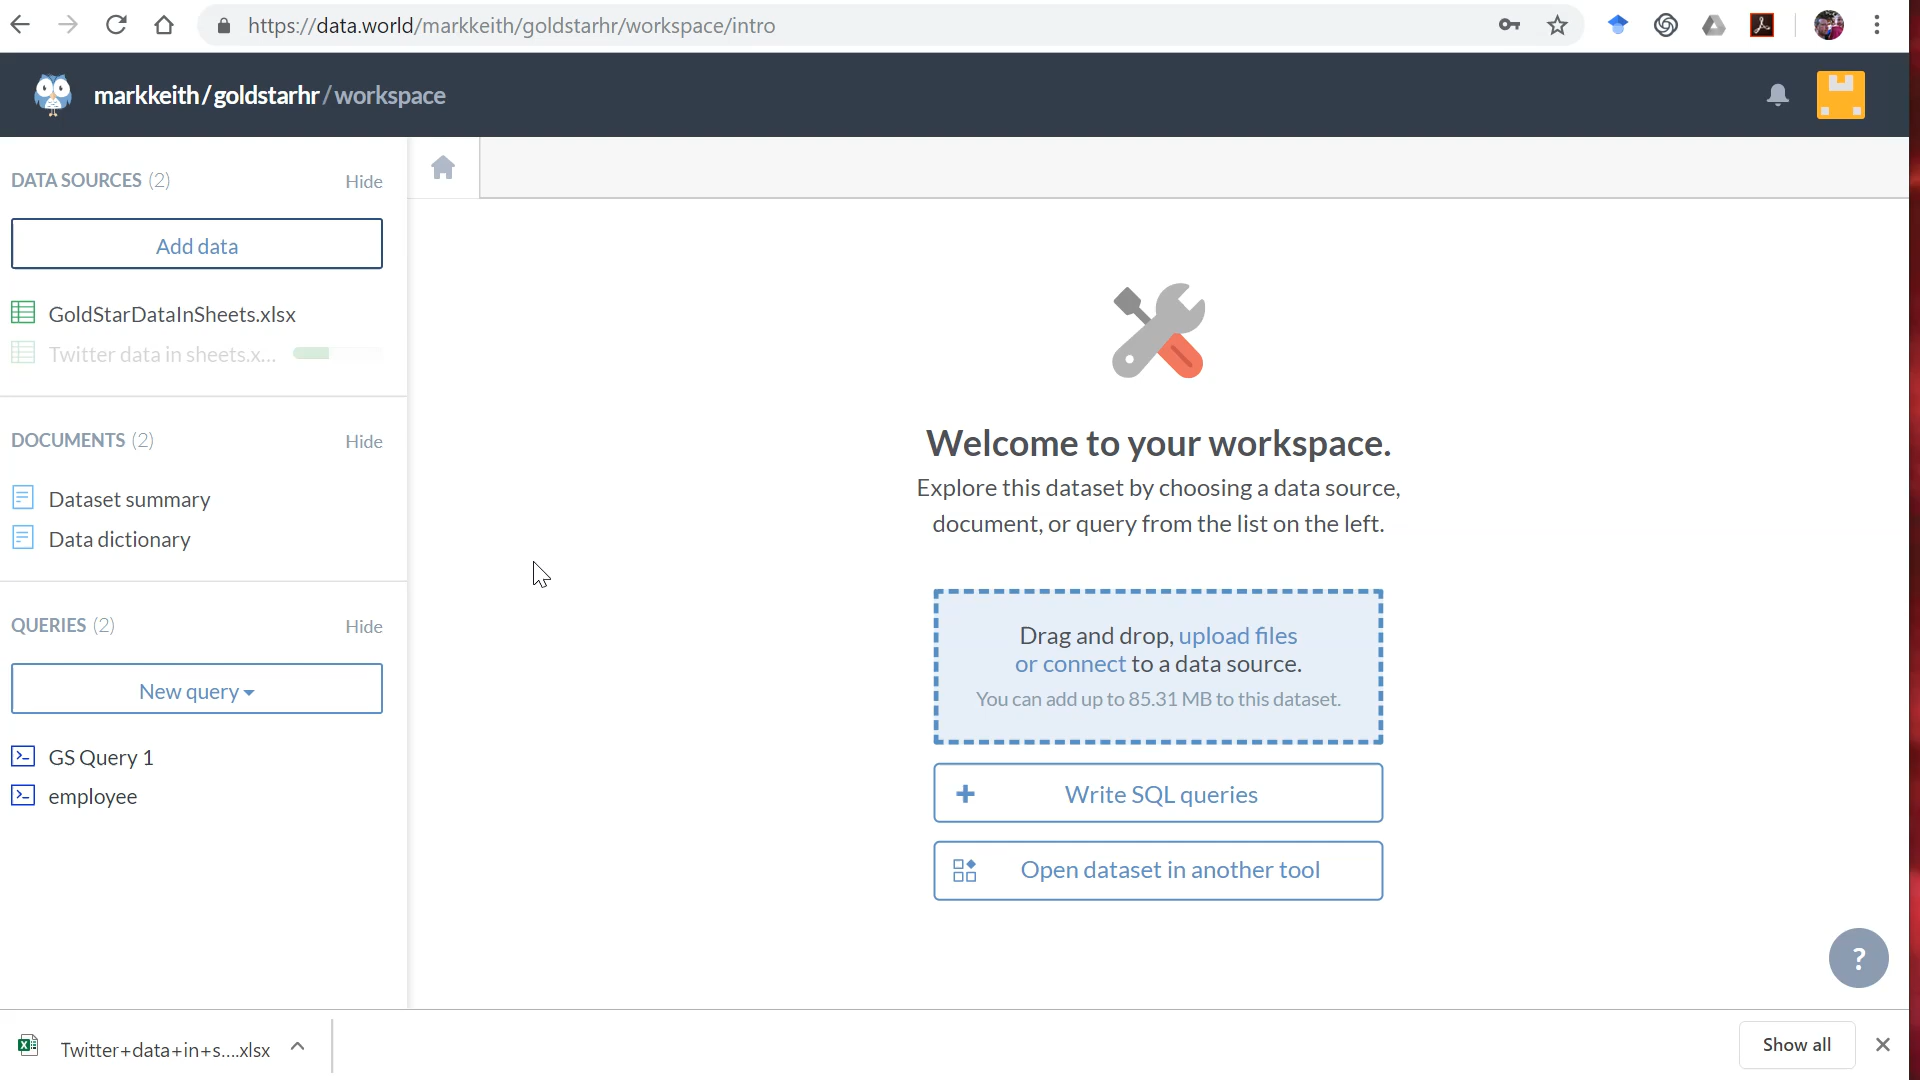 https://data.world/markkeith/goldstarhr/workspace/intro
markkeith/goldstarhr/workspace
DATA SOURCES (2)
Hide
Add data
GoldStarDataInSheets.xlsx
Twitter data in sheets.x...
DOCUMENTS (2)
Hide
Dataset summary
Data dictionary
QUERIES (2)
Hide
New query
GS Query 1
employee
Welcome to your workspace.
Explore this dataset by choosing a data source,
document, or query from the list on the left.
Drag and drop, upload files
or connect to a data source.
You can add up to 85.31 MB to this dataset.
Write SQL queries
Open dataset in another tool
?
Twitter+data+in+s....xlsx
Show all